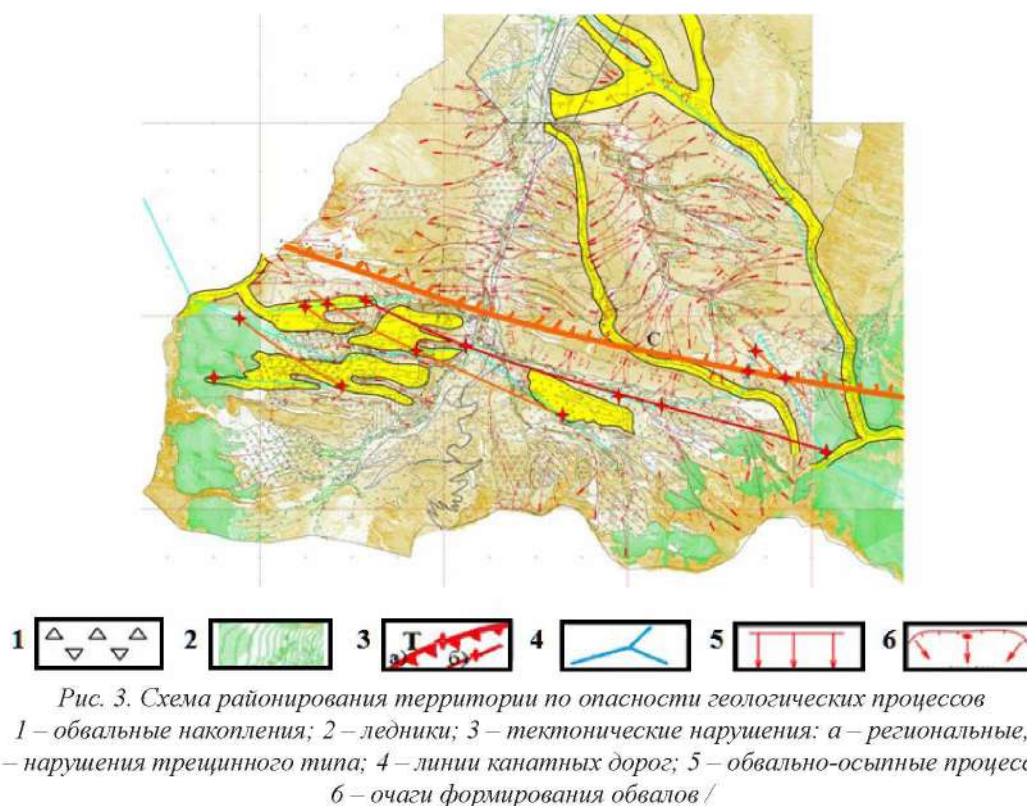 С
1 2 3 Т а) б) 4 5 6
Рис. 3. Схема районирования территории по опасности геологических процессов
1 – обвальные накопления; 2 – ледники; 3 – тектонические нарушения: а – региональные,
– нарушения трещинного типа; 4 – линии канатных дорог; 5 – обвально-осыпные процес
6 – очаги формирования обвалов /